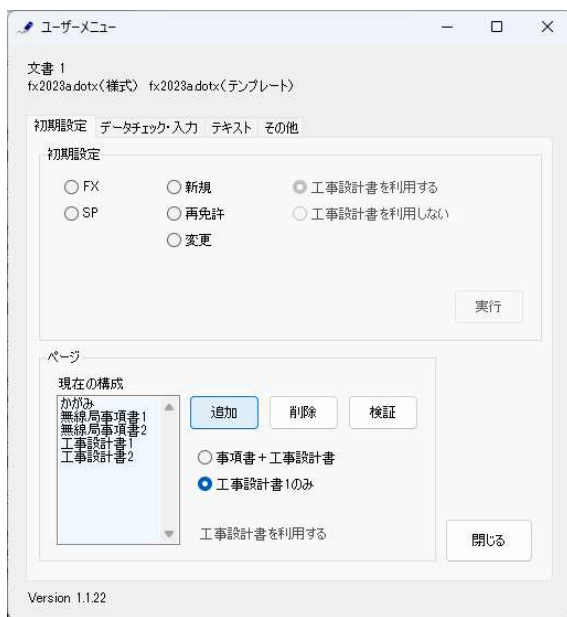 ユーザーメニュー
文書 1
fx2023a.dotx(様式) fx2023a.dotx(テンプレート)
初期設定 データチェック・入力 テキスト その他
初期設定
FX 新規 工事設計書を利用する
SP 再免許 工事設計書を利用しない
変更
実行
ページ
現在の構成
かがみ
無線局事項書1
無線局事項書2
工事設計書1
工事設計書2
追加 削除 検証
事項書+工事設計書
工事設計書1のみ
工事設計書を利用する
閉じる
Version 1.1.22